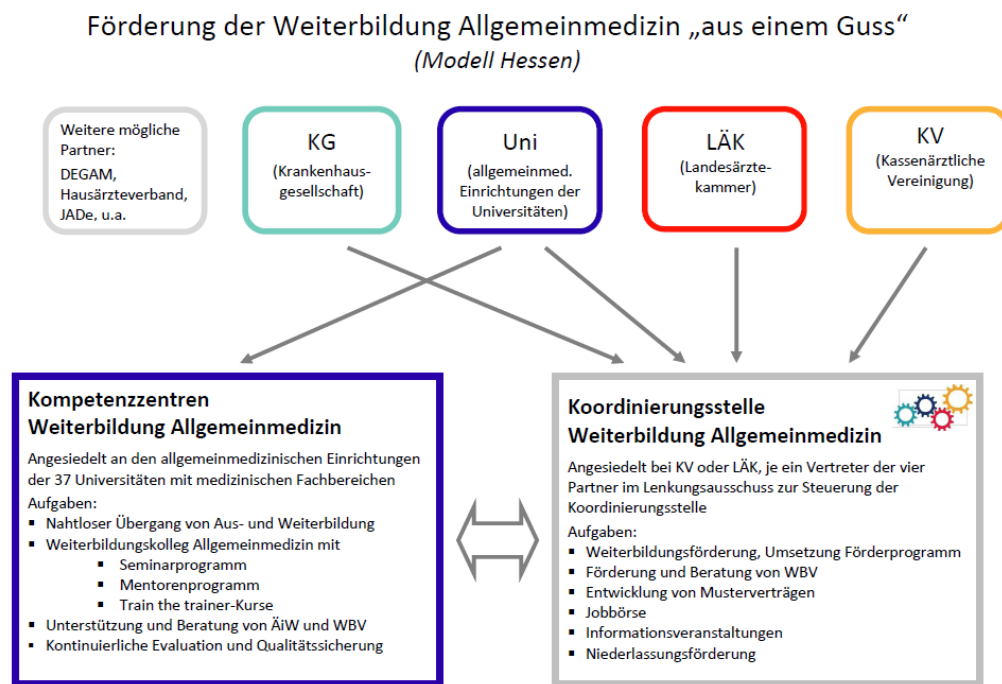 Förderung der Weiterbildung Allgemeinmedizin „aus einem Guss“
(Modell Hessen)
Weitere mögliche
Partner:
DEGAM,
Hausärzteverband,
JADe, u.a.
KG
(Krankenhaus-
gesellschaft)
Uni
(allgemeinmed.
Einrichtungen der
Universitäten)
LÄK
(Landesärzte-
kammer)
KV
(Kassenärztliche
Vereinigung)
Kompetenzzentren
Weiterbildung Allgemeinmedizin
Angesiedelt an den allgemeinmedizinischen Einrichtungen
der 37 Universitäten mit medizinischen Fachbereichen
Aufgaben:
▪ Nahtloser Übergang von Aus- und Weiterbildung
▪ Weiterbildungskolleg Allgemeinmedizin mit
▪ Seminarprogramm
▪ Mentorenprogramm
▪ Train the trainer-Kurse
▪ Unterstützung und Beratung von ÄiW und WBV
▪ Kontinuierliche Evaluation und Qualitätssicherung
Koordinierungsstelle
Weiterbildung Allgemeinmedizin
Angesiedelt bei KV oder LÄK, je ein Vertreter der vier
Partner im Lenkungsausschuss zur Steuerung der
Koordinierungsstelle
Aufgaben:
▪ Weiterbildungsförderung, Umsetzung Förderprogramm
▪ Förderung und Beratung von WBV
▪ Entwicklung von Musterverträgen
▪ Jobbörse
▪ Informationsveranstaltungen
▪ Niederlassungsförderung